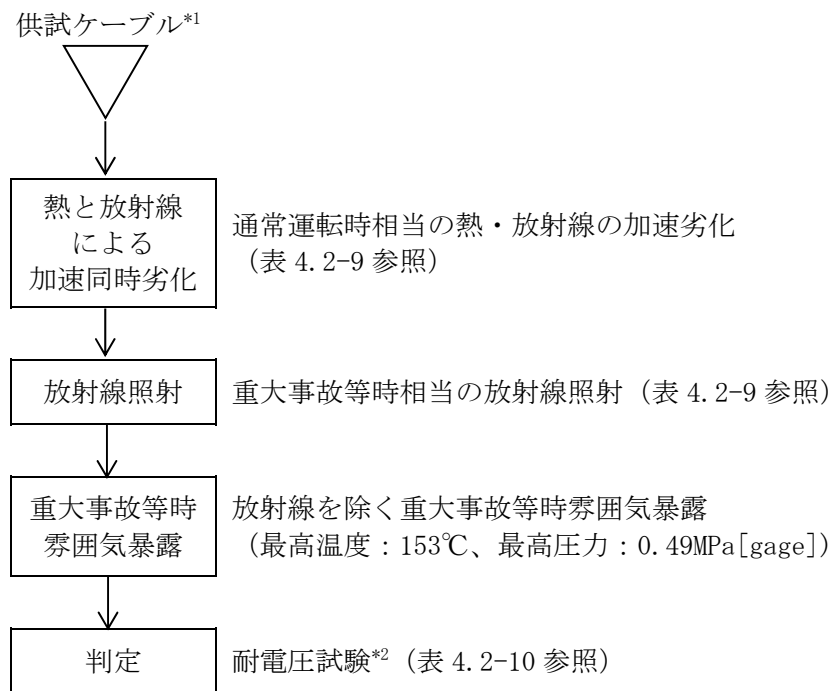 供試ケーブル*1
熱と放射線
による
加速同時劣化
通常運転時相当の熱・放射線の加速劣化
（表 4.2-9 参照）
放射線照射
重大事故等時相当の放射線照射（表 4.2-9 参照）
重大事故等時
雰囲気暴露
放射線を除く重大事故等時雰囲気暴露
（最高温度：153℃、最高圧力：0.49MPa[gage]）
判定
耐電圧試験*2（表 4.2-10 参照）